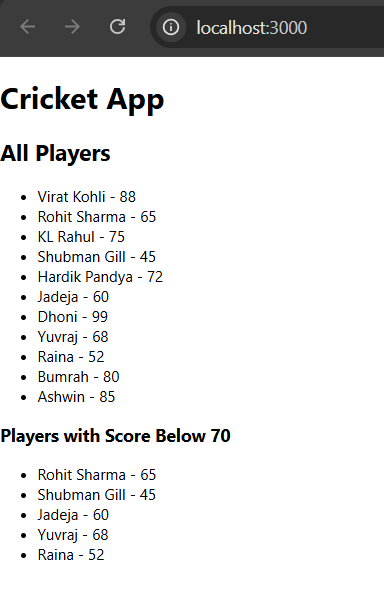 localhost:3000
Cricket App
All Players
Virat Kohli - 88
Rohit Sharma - 65
KL Rahul - 75
Shubman Gill - 45
Hardik Pandya - 72
Jadeja - 60
Dhoni - 99
Yuvraj - 68
Raina - 52
Bumrah - 80
Ashwin - 85
Players with Score Below 70
Rohit Sharma - 65
Shubman Gill - 45
Jadeja - 60
Yuvraj - 68
Raina - 52